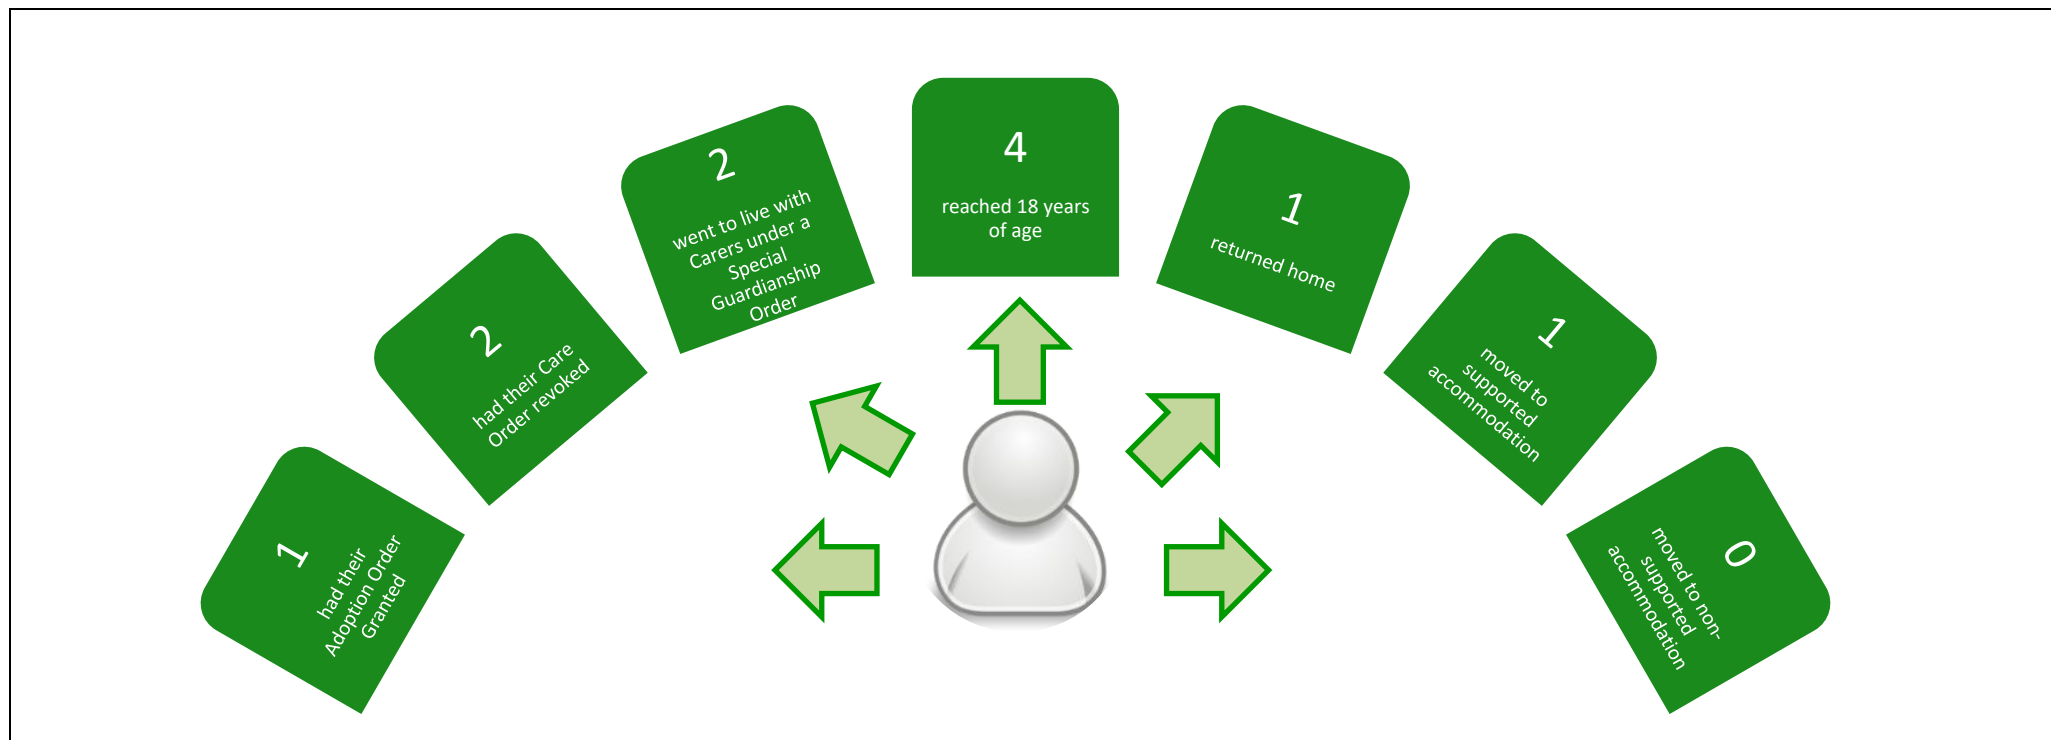 1
had their
Adoption Order
Granted
2
had their Care
Order revoked
2
went to live with
Carers under a
Special
Guardianship
Order
4
reached 18 years
of age
1
returned home
1
moved to
supported
accommodation
0
moved to non-
supported
accommodation